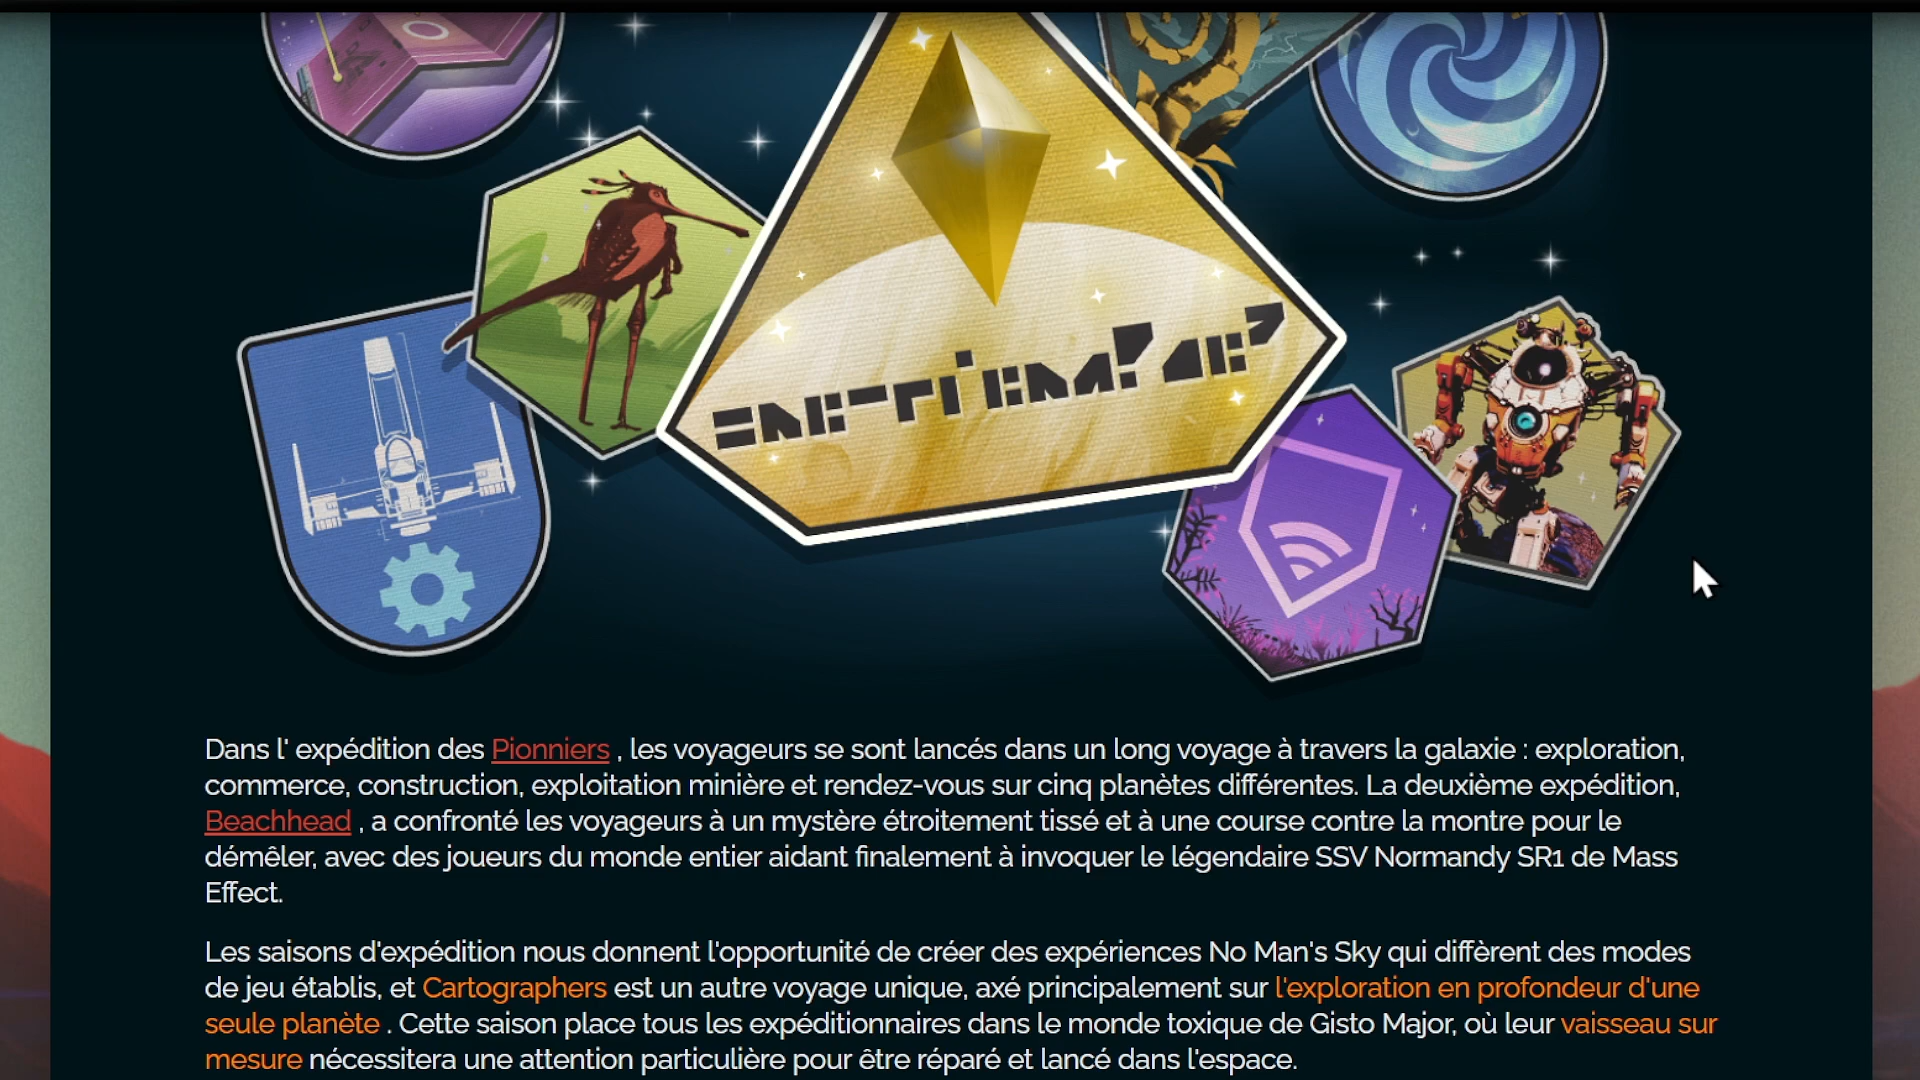 Dans l' expédition des Pionniers , les voyageurs se sont lancés dans un long voyage à travers la galaxie : exploration,
commerce, construction, exploitation minière et rendez-vous sur cinq planètes différentes. La deuxième expédition,
Beachhead , a confronté les voyageurs à un mystère étroitement tissé et à une course contre la montre pour le
démêler, avec des joueurs du monde entier aidant finalement à invoquer le légendaire SSV Normandy SR1 de Mass
Effect.
Les saisons d'expédition nous donnent l'opportunité de créer des expériences No Man's Sky qui diffèrent des modes
de jeu établis, et Cartographers est un autre voyage unique, axé principalement sur l'exploration en profondeur d'une
seule planète . Cette saison place tous les expéditionnaires dans le monde toxique de Gisto Major, où leur vaisseau sur
mesure nécessitera une attention particulière pour être réparé et lancé dans l'espace.